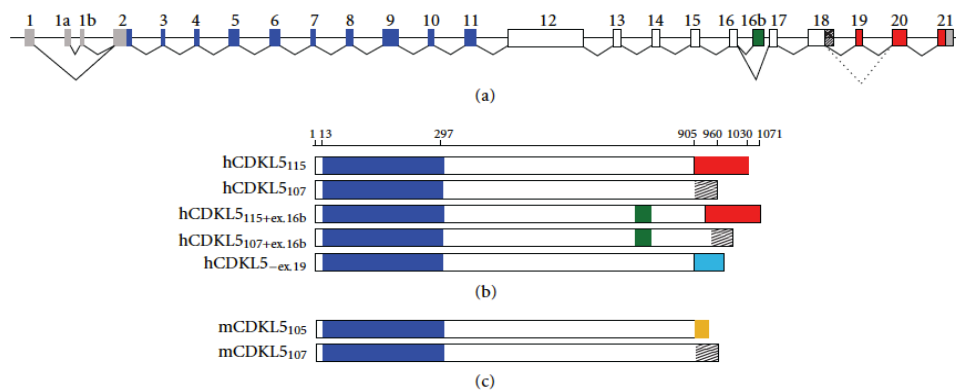 1 1a 1b 2 3 4 5 6 7 8 9 10 11 12 13 14 15 16 16b 17 18 19 20 21
(a)
1 13 297 905 960 1030 1071
hCDKL5115
hCDKL5107
hCDKL5115+ex.16b
hCDKL5107+ex.16b
hCDKL5−ex.19
(b)
mCDKL5105
mCDKL5107
(c)